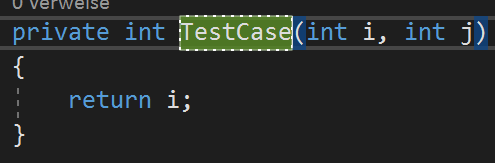 0 Verweise
private int TestCase(int i, int j)
{
return i;
}